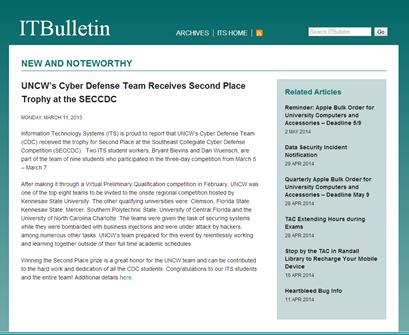 ITBulletin
ARCHIVES | ITS HOME |
Search ITBulletin
Go
NEW AND NOTEWORTHY
UNCW's Cyber Defense Team Receives Second Place
Trophy at the SECCDC
MONDAY, MARCH 11, 2013
Information Technology Systems (ITS) is proud to report that UNCW's Cyber Defense Team
(CDC) received the trophy for Second Place at the Southeast Collegiate Cyber Defense
Competition (SECCDC). Two ITS student workers, Bryant Bevins and Dan Wuensch, are
part of the team of nine students who participated in the three-day competition from March 5
– March 7.
After making it through a Virtual Preliminary Qualification competition in February, UNCW was
one of the top eight teams to be invited to the onsite regional competition hosted by
Kennesaw State University. The other qualifying universities were: Clemson, Florida State,
Kennesaw State, Mercer, Southern Polytechnic State, University of Central Florida and the
University of North Carolina Charlotte. The teams were given the task of securing systems
while they were bombarded with business injections and were under attack by hackers,
among numerous other tasks. UNCW's team prepared for this event by relentlessly working
and learning together outside of their full time academic schedules.
Winning the Second Place prize is a great honor for the UNCW team and can be contributed
to the hard work and dedication of all the CDC students. Congratulations to our ITS students
and the entire team! Additional details here.
Related Articles
Reminder: Apple Bulk Order for
University Computers and
Accessories – Deadline 5/9
2 MAY 2014
Data Security Incident
Notification
29 APR 2014
Quarterly Apple Bulk Order for
University Computers and
Accessories – Deadline May 9
28 APR 2014
TAC Extending Hours during
Exams
28 APR 2014
Stop by the TAC in Randall
Library to Recharge Your Mobile
Device
16 APR 2014
Heartbleed Bug Info
11 APR 2014